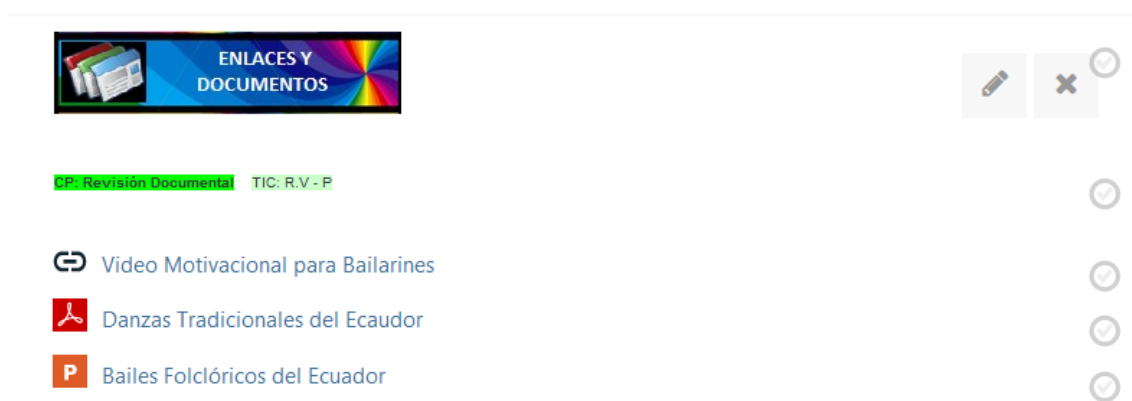 ENLACES Y
DOCUMENTOS
CP: Revisión Documental TIC: R.V - P
Video Motivacional para Bailarines
Danzas Tradicionales del Ecaudor
P
Bailes Folclóricos del Ecuador